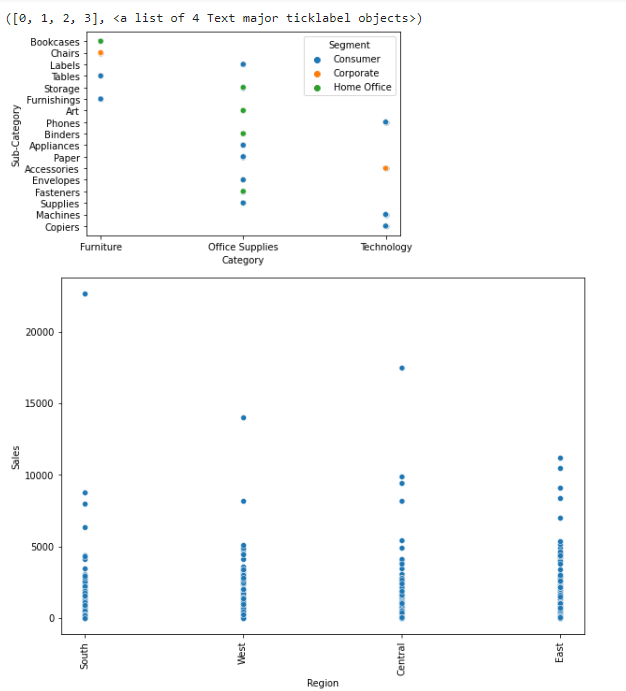 ([0, 1, 2, 3], <a list of 4 Text major ticklabel objects>)
Segment
Consumer
Corporate
Home Office
Sub-Category
Bookcases
Chairs
Labels
Tables
Storage
Furnishings
Art
Phones
Binders
Appliances
Paper
Accessories
Envelopes
Fasteners
Supplies
Machines
Copiers
Furniture Office Supplies Technology
Category
Sales
20000
15000
10000
5000
0
South West Central East
Region